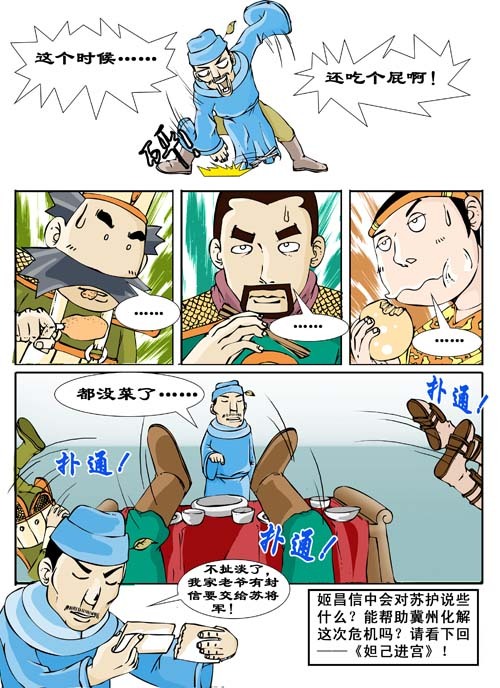 这个时候……
还吃个屁啊！
砰！
……
……
……
都没菜了……
扑通！
扑通！
扑通！
不扯淡了，
我家老爷有封
信要交给苏将
军！
姬昌信中会对苏护说些
什么？能帮助冀州化解
这次危机吗？请看下回
——《妲己进宫》！